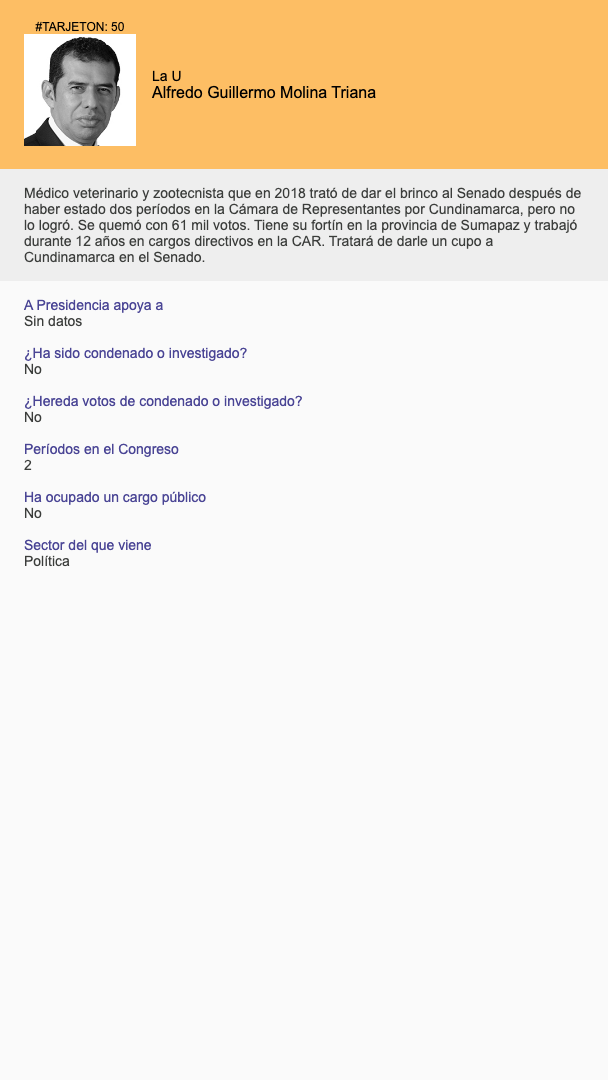 #TARJETON: 50
La U
Alfredo Guillermo Molina Triana
Médico veterinario y zootecnista que en 2018 trató de dar el brinco al Senado después de
haber estado dos períodos en la Cámara de Representantes por Cundinamarca, pero no
lo logró. Se quemó con 61 mil votos. Tiene su fortín en la provincia de Sumapaz y trabajó
durante 12 años en cargos directivos en la CAR. Tratará de darle un cupo a
Cundinamarca en el Senado.
A Presidencia apoya a
Sin datos
¿Ha sido condenado o investigado?
No
¿Hereda votos de condenado o investigado?
No
Períodos en el Congreso
2
Ha ocupado un cargo público
No
Sector del que viene
Política